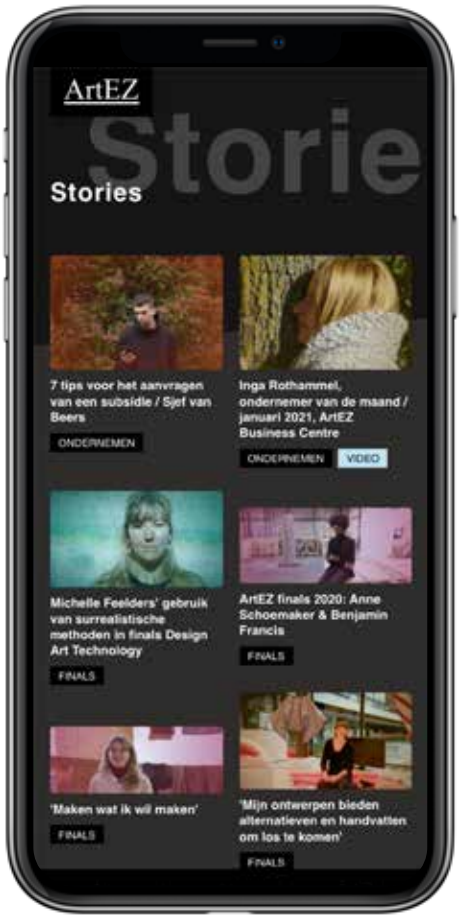 ArtEZ
Storie
Stories
7 tips voor het aanvragen
van een subsidie / Sjef van
Beers
ONDERNEMEN
Inga Rothammel,
ondernemer van de maand /
januari 2021, ArtEZ
Business Centre
ONDERNEMEN VIDEO
Michelle Feelders' gebruik
van surrealistische
methoden in finals Design
Art Technology
FINALS
ArtEZ finals 2020: Anne
Schoemaker & Benjamin
Francis
FINALS
'Maken wat ik wil maken'
FINALS
'Mijn ontwerpen bieden
alternatieven en handvatten
om los te komen'
FINALS